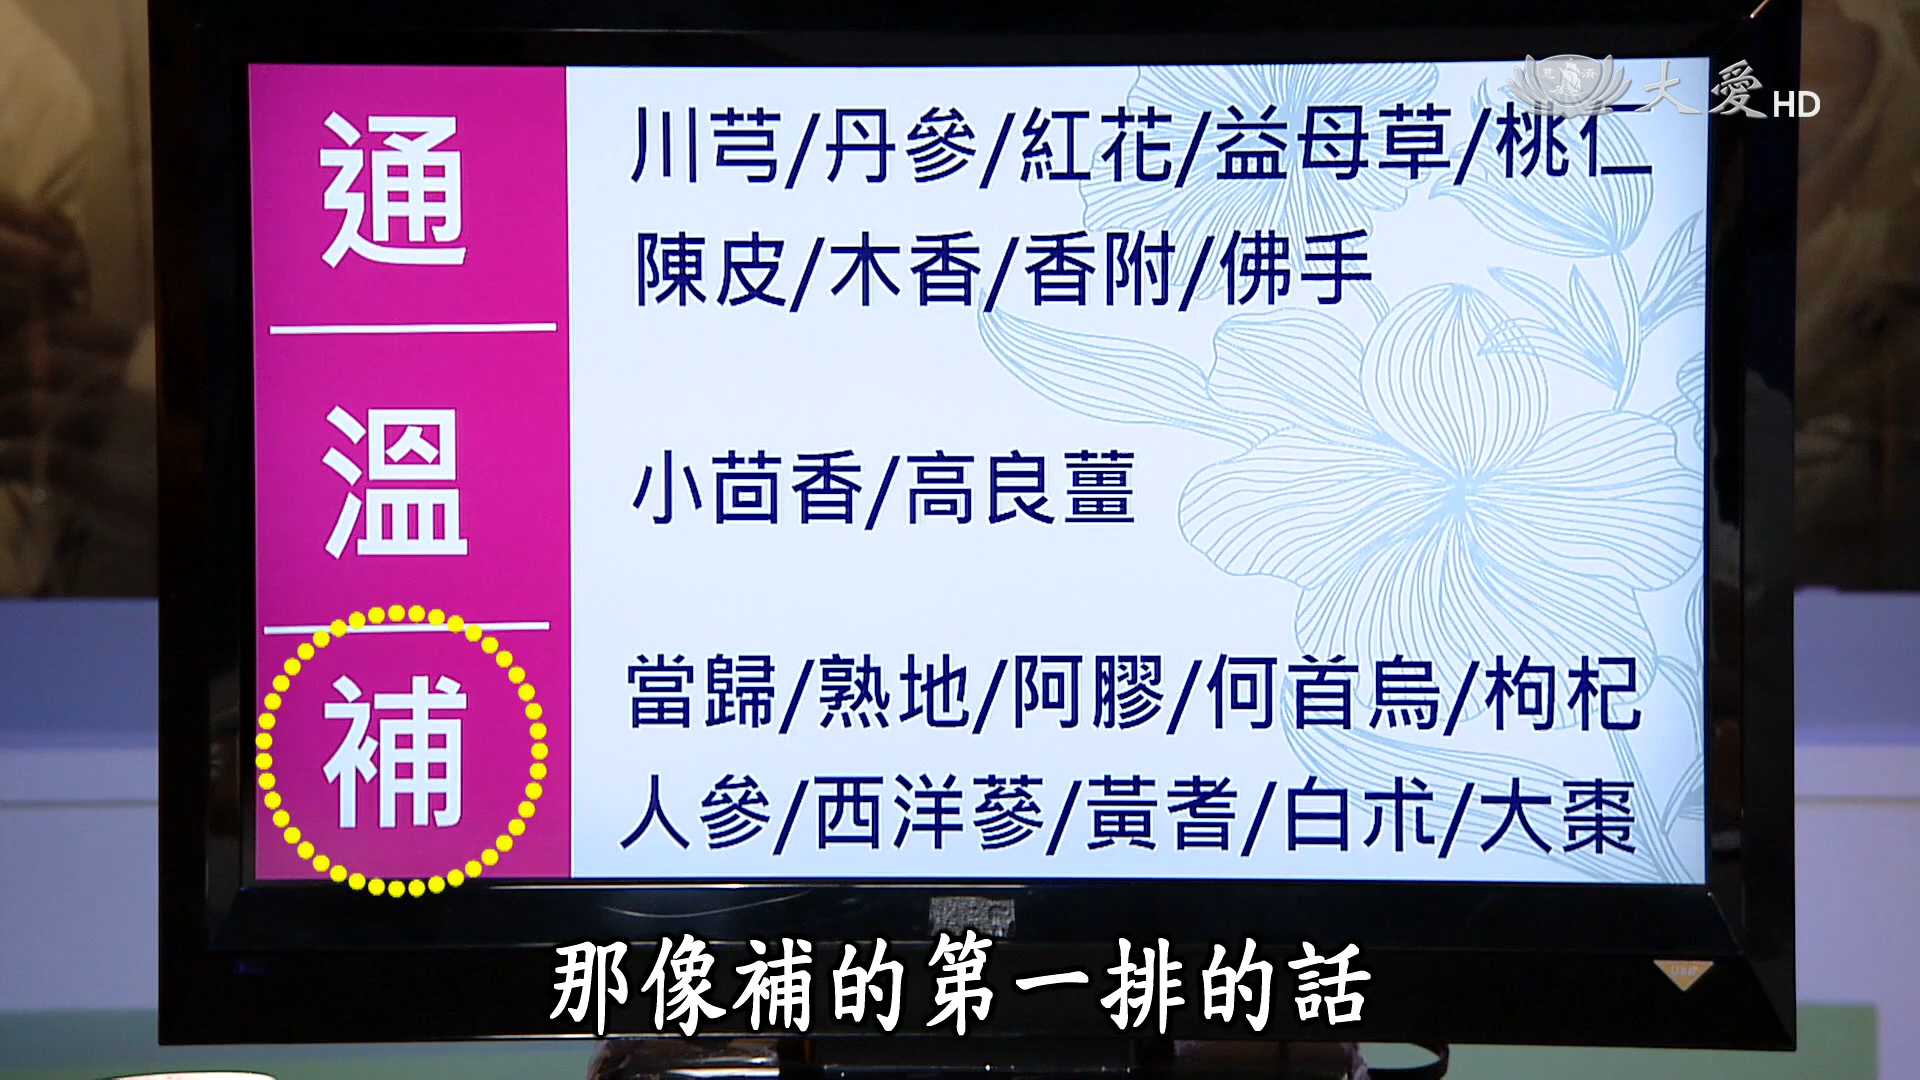 大愛HD
通
川芎/丹參/紅花/益母草/桃仁
陳皮/木香/香附/佛手
溫
小茴香/高良薑
補
當歸/熟地/阿膠/何首烏/枸杞
人參/西洋蔘/黃耆/白朮/大棗
那像補的第一排的話